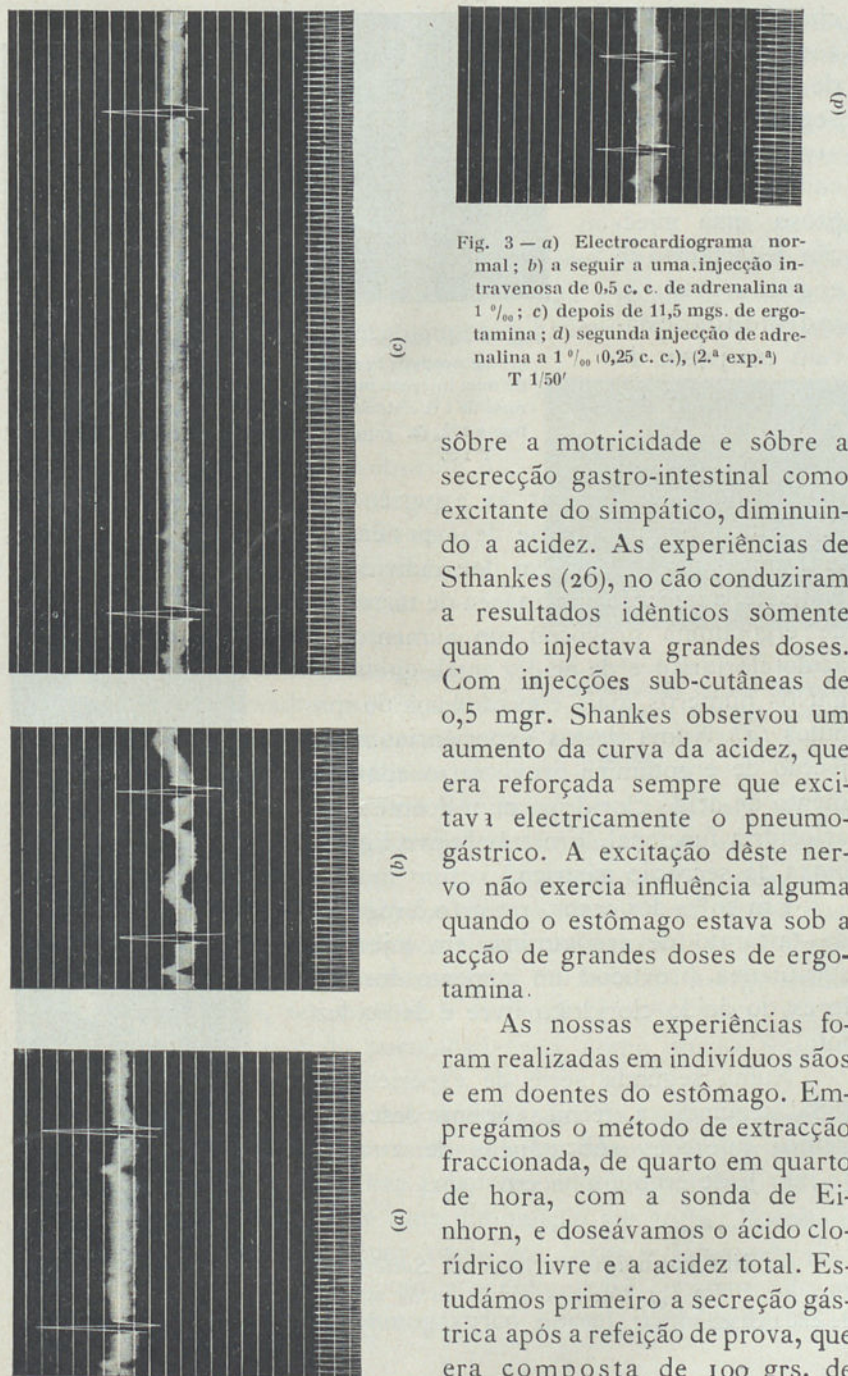 (c)
(d)
(b)
(a)
Fig. 3 — a) Electrocardiograma nor-
mal; b) a seguir a uma injecção in-
travenosa de 0,5 c. c. de adrenalina a
1 º/₀₀; c) depois de 11,5 mgs. de ergo-
tamina; d) segunda injecção de adre-
nalina a 1 º/₀₀ (0,25 c. c.), (2.ª exp.ª)
T 1/50'
sôbre a motricidade e sôbre a
secrecção gastro-intestinal como
excitante do simpático, diminuin-
do a acidez. As experiências de
Sthankes (26), no cão conduziram
a resultados idênticos sòmente
quando injectava grandes doses.
Com injecções sub-cutâneas de
0,5 mgr. Shankes observou um
aumento da curva da acidez, que
era reforçada sempre que exci-
tava electricamente o pneumo-
gástrico. A excitação dêste ner-
vo não exercia influência alguma
quando o estômago estava sob a
acção de grandes doses de ergo-
tamina.
As nossas experiências fo-
ram realizadas em indivíduos sãos
e em doentes do estômago. Em-
pregámos o método de extracção
fraccionada, de quarto em quarto
de hora, com a sonda de Ei-
nhorn, e doseávamos o ácido clo-
rídrico livre e a acidez total. Es-
tudámos primeiro a secreção gás-
trica após a refeição de prova, que
era composta de 100 grs. de